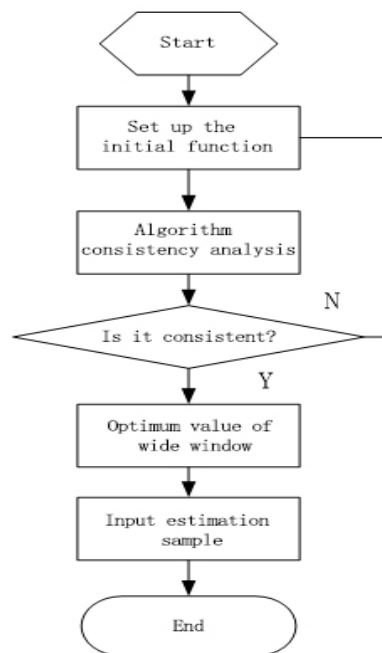 Start
Set up the
initial function
Algorithm
consistency analysis
N
Is it consistent?
Y
Optimum value of
wide window
Input estimation
sample
End